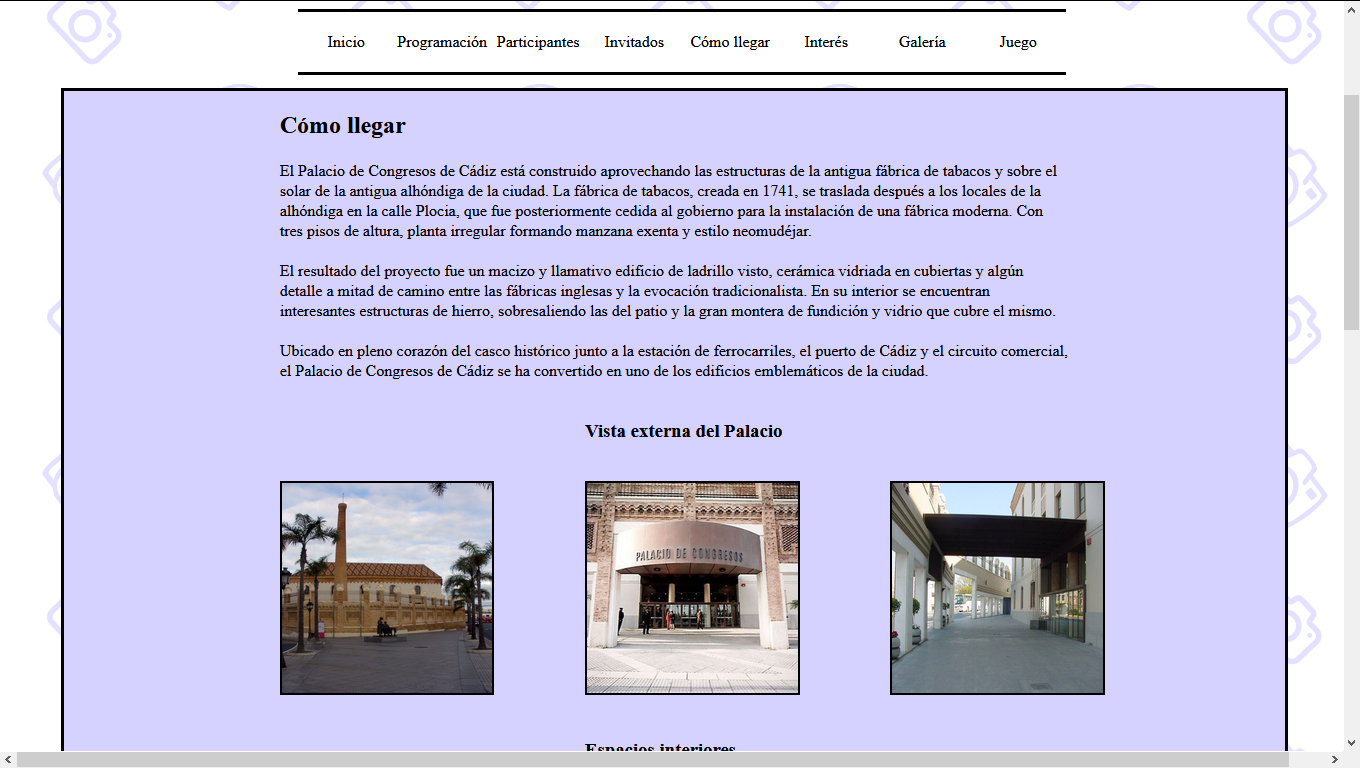 Inicio Programación Participantes Invitados Cómo llegar Interés Galería Juego
Cómo llegar
El Palacio de Congresos de Cádiz está construido aprovechando las estructuras de la antigua fábrica de tabacos y sobre el
solar de la antigua alhóndiga de la ciudad. La fábrica de tabacos, creada en 1741, se traslada después a los locales de la
alhóndiga en la calle Plocia, que fue posteriormente cedida al gobierno para la instalación de una fábrica moderna. Con
tres pisos de altura, planta irregular formando manzana exenta y estilo neomudéjar.
El resultado del proyecto fue un macizo y llamativo edificio de ladrillo visto, cerámica vidriada en cubiertas y algún
detalle a mitad de camino entre las fábricas inglesas y la evocación tradicionalista. En su interior se encuentran
interesantes estructuras de hierro, sobresaliendo las del patio y la gran montera de fundición y vidrio que cubre el mismo.
Ubicado en pleno corazón del casco histórico junto a la estación de ferrocarriles, el puerto de Cádiz y el circuito comercial,
el Palacio de Congresos de Cádiz se ha convertido en uno de los edificios emblemáticos de la ciudad.
Vista externa del Palacio
PALACIO DE CONGRESOS
Espacios interiores